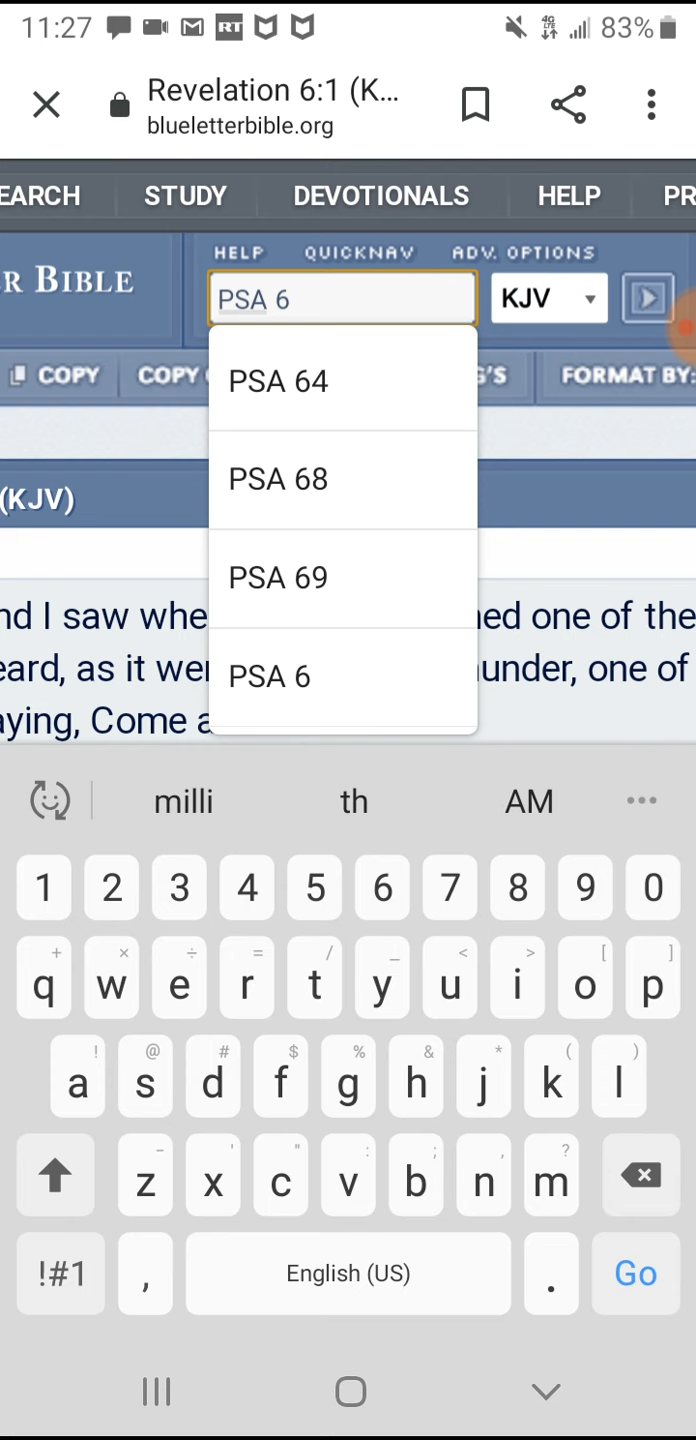 11:27 RT 4G LTE 83%
Revelation 6:1 (K...
blueletterbible.org
EARCH STUDY DEVOTIONALS HELP PR
HELP QUICKNAV ADV. OPTIONS
R BIBLE
PSA 6 KJV
COPY COPY G'S FORMAT BY:
PSA 64
PSA 68
(KJV)
PSA 69
nd I saw whe ned one of the
eard, as it wer under, one of
PSA 6
aying, Come a
milli th AM
1 2 3 4 5 6 7 8 9 0
+ × ÷ = / _ < > [ ]
q w e r t y u i o p
! @ # $ % & * ( )
a s d f g h j k l
- ' " : ; , ?
z x c v b n m
!#1 , English (US) . Go